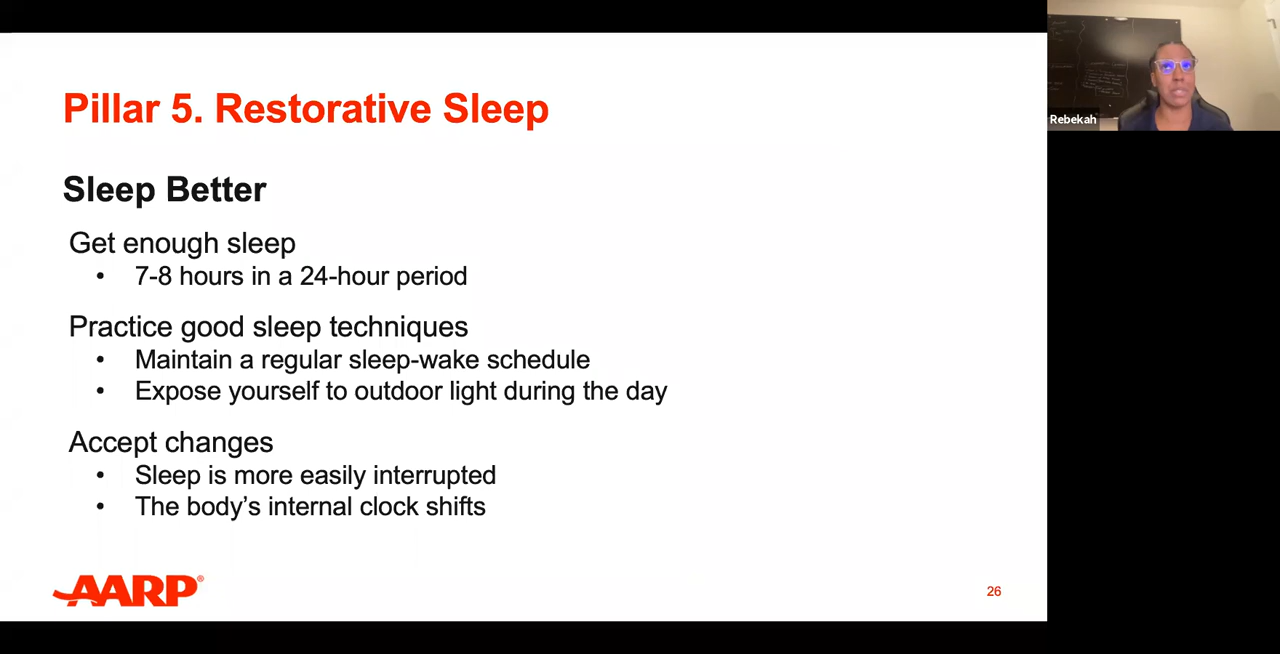 Pillar 5. Restorative Sleep
Sleep Better
Get enough sleep
• 7-8 hours in a 24-hour period
Practice good sleep techniques
• Maintain a regular sleep-wake schedule
• Expose yourself to outdoor light during the day
Accept changes
• Sleep is more easily interrupted
• The body’s internal clock shifts
AARP®
26
Rebekah